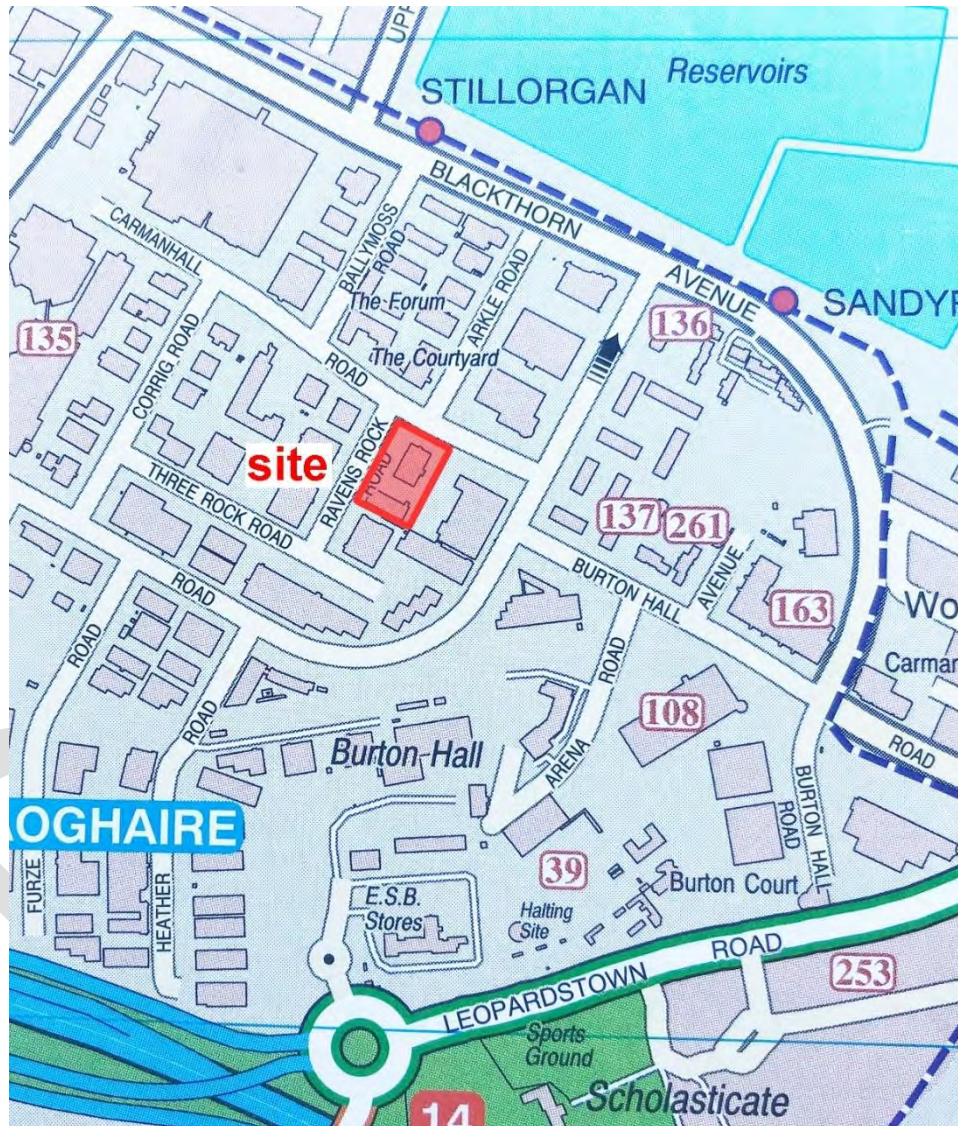 UPP
Reservoirs
STILLORGAN
BLACKTHORN
AVENUE
SANDYF
CARMANHALL
ROAD
BALLYMOSS
ROAD
The Forum
ARKLE ROAD
The Courtyard
136
135
CORRIG ROAD
site
RAVENS ROCK
ROAD
THREE ROCK ROAD
137
261
AVENUE
BURTON HALL
163
WO
Carman
ROAD
ROAD
ROAD
ROAD
108
ARENA
ROAD
Burton Hall
BURTON HALL
ROAD
OGHAIRE
FURZE
HEATHER
39
Burton Court
E.S.B.
Stores
Halting
Site
LEOPARDSTOWN
ROAD
253
Sports
Ground
Scholasticate
14